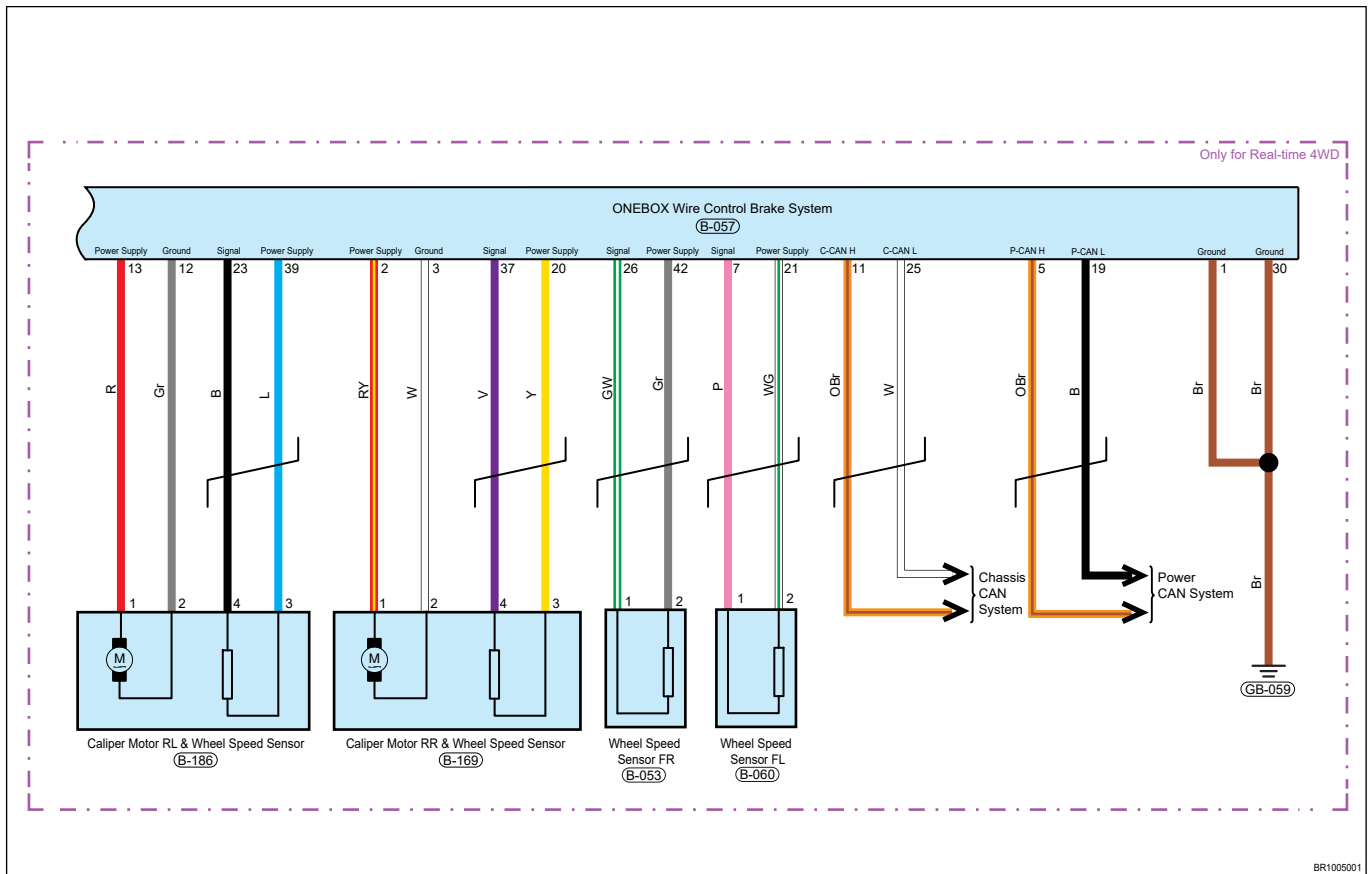 Only for Real-time 4WD
ONEBOX Wire Control Brake System
B-057
Power Supply Ground Signal Power Supply Power Supply Ground Signal Power Supply Signal Power Supply Signal Power Supply C-CAN H C-CAN L P-CAN H P-CAN L Ground Ground
13 12 23 39 2 3 37 20 26 42 7 21 11 25 5 19 1 30
R Gr B L RY W V Y GW Gr P WG OBr W OBr B Br Br
Chassis
CAN
System
Power
CAN System
Br
1 2 4 3 1 2 4 3 1 2 1 2
M M
GB-059
Caliper Motor RL & Wheel Speed Sensor
B-186
Caliper Motor RR & Wheel Speed Sensor
B-169
Wheel Speed
Sensor FR
B-053
Wheel Speed
Sensor FL
B-060
BR1005001